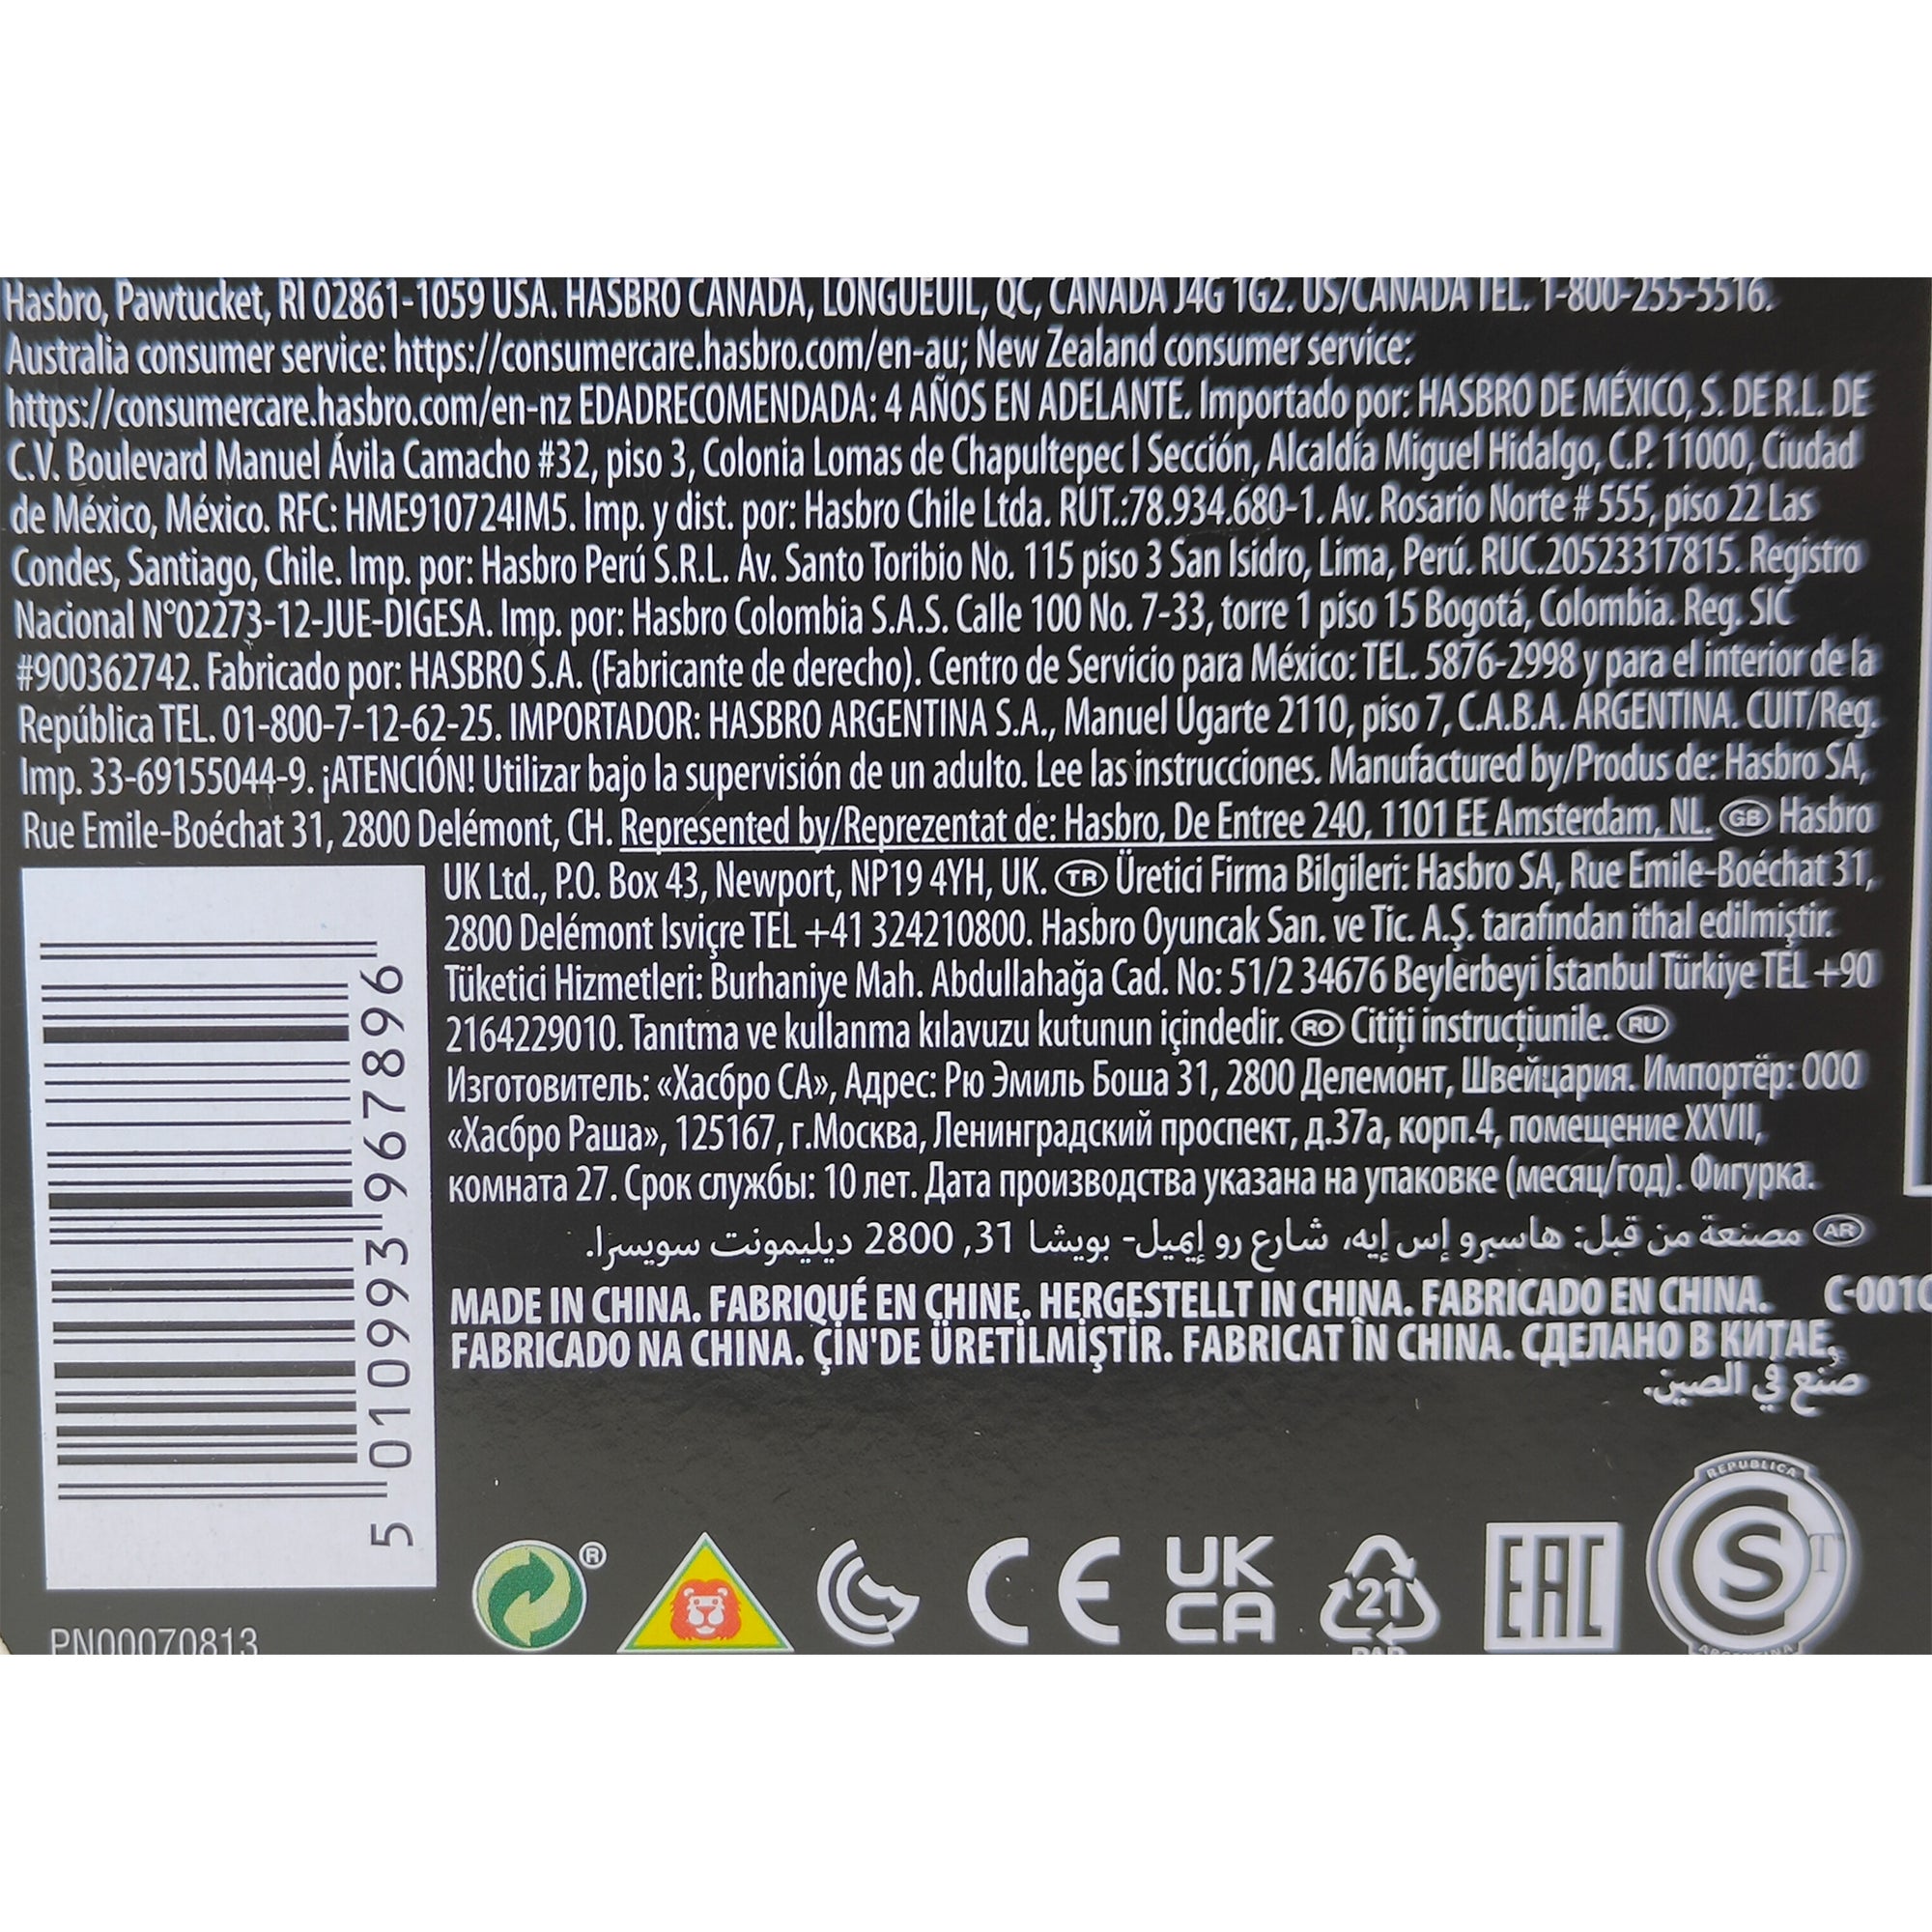 Hasbro, Pawtucket, RI 02861-1059 USA. HASBRO CANADA, LONGUEUIL, QC, CANADA J4G 1G2. US/CANADA TEL. 1-800-255-5516.
Australia consumer service: https://consumercare.hasbro.com/en-au; New Zealand consumer service:
https://consumercare.hasbro.com/en-nz EDADRECOMENDADA: 4 AÑOS EN ADELANTE. Importado por: HASBRO DE MÉXICO, S. DE R.L. DE
C.V. Boulevard Manuel Ávila Camacho #32, piso 3, Colonia Lomas de Chapultepec I Sección, Alcaldía Miguel Hidalgo, C.P. 11000, Ciudad
de México, México. RFC: HME910724IM5. Imp. y dist. por: Hasbro Chile Ltda. RUT.:78.934.680-1. Av. Rosario Norte # 555, piso 22 Las
Condes, Santiago, Chile. Imp. por: Hasbro Perú S.R.L. Av. Santo Toribio No. 115 piso 3 San Isidro, Lima, Perú. RUC.20523317815. Registro
Nacional N°02273-12-JUE-DIGESA. Imp. por: Hasbro Colombia S.A.S. Calle 100 No. 7-33, torre 1 piso 15 Bogotá, Colombia. Reg. SIC
#900362742. Fabricado por: HASBRO S.A. (Fabricante de derecho). Centro de Servicio para México: TEL. 5876-2998 y para el interior de la
República TEL. 01-800-7-12-62-25. IMPORTADOR: HASBRO ARGENTINA S.A., Manuel Ugarte 2110, piso 7, C.A.B.A. ARGENTINA. CUIT/Reg.
Imp. 33-69155044-9. ¡ATENCIÓN! Utilizar bajo la supervisión de un adulto. Lee las instrucciones. Manufactured by/Produs de: Hasbro SA,
Rue Emile-Boéchat 31, 2800 Delémont, CH. Represented by/Reprezentat de: Hasbro, De Entree 240, 1101 EE Amsterdam, NL. GB Hasbro
UK Ltd., P.O. Box 43, Newport, NP19 4YH, UK. TR Üretici Firma Bilgileri: Hasbro SA, Rue Emile-Boéchat 31,
2800 Delémont Isviçre TEL +41 324210800. Hasbro Oyuncak San. ve Tic. A.Ş. tarafından ithal edilmiştir.
Tüketici Hizmetleri: Burhaniye Mah. Abdullahağa Cad. No: 51/2 34676 Beylerbeyi İstanbul Türkiye TEL +90
2164229010. Tanıtma ve kullanma kılavuzu kutunun içindedir. RO Citiți instrucțiunile. RU
Изготовитель: «Хасбро СА», Адрес: Рю Эмиль Боша 31, 2800 Делемонт, Швейцария. Импортёр: ООО
«Хасбро Раша», 125167, г.Москва, Ленинградский проспект, д.37а, корп.4, помещение XXVII,
комната 27. Срок службы: 10 лет. Дата производства указана на упаковке (месяц/год). Фигурка.
AR مصنعة من قبل: هاسبرو إس إيه، شارع رو إيميل- بويشا 31, 2800 ديليمونت سويسرا.
MADE IN CHINA. FABRIQUÉ EN CHINE. HERGESTELLT IN CHINA. FABRICADO EN CHINA. C-001
FABRICADO NA CHINA. ÇİN'DE ÜRETİLMİŞTİR. FABRICAT ÎN CHINA. СДЕЛАНО В КИТАЕ.
صنع في الصين.
5 010993 967896
PN00070813
®
CE
UK
CA
21
PAP
EAC
REPUBLICA
S T
ARGENTINA